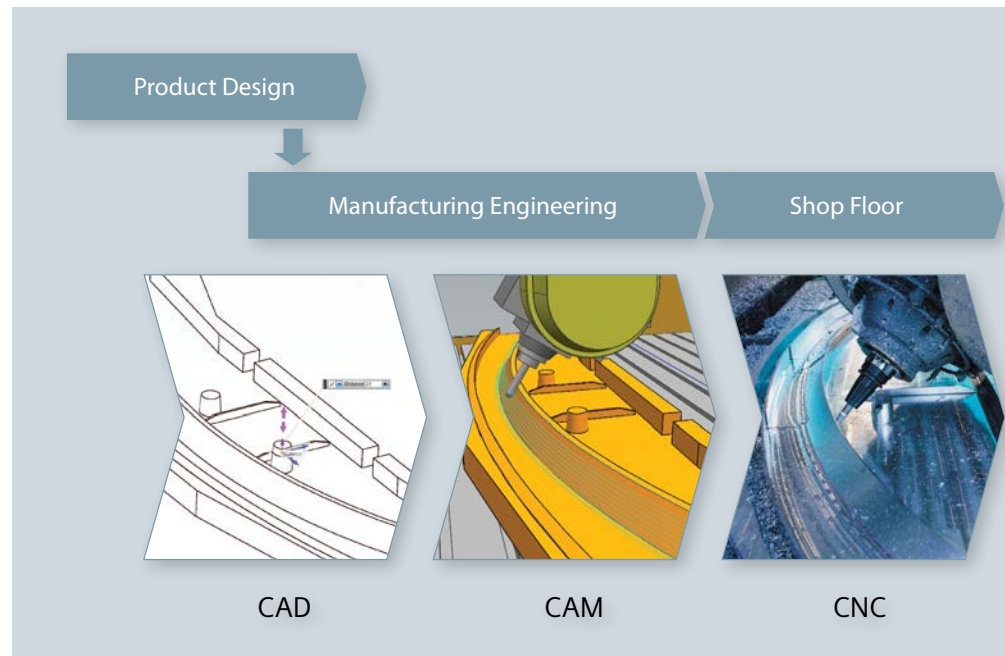 Product Design
Manufacturing Engineering
Shop Floor
CAD
CAM
CNC